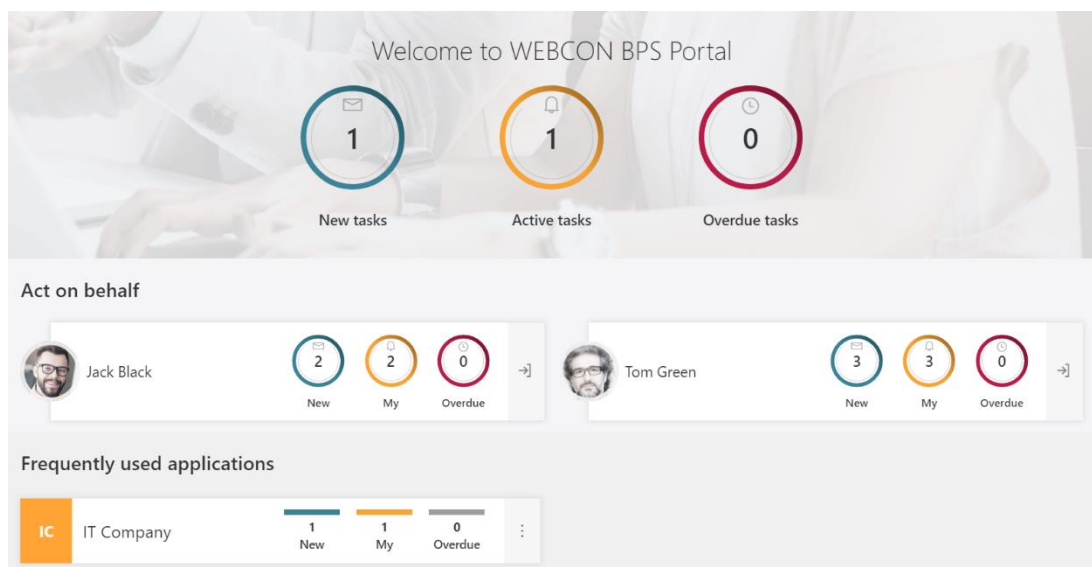 Welcome to WEBCON BPS Portal
1 1 0
New tasks Active tasks Overdue tasks
Act on behalf
Jack Black 2 2 0
New My Overdue
Tom Green 3 3 0
New My Overdue
Frequently used applications
IC IT Company 1 1 0
New My Overdue